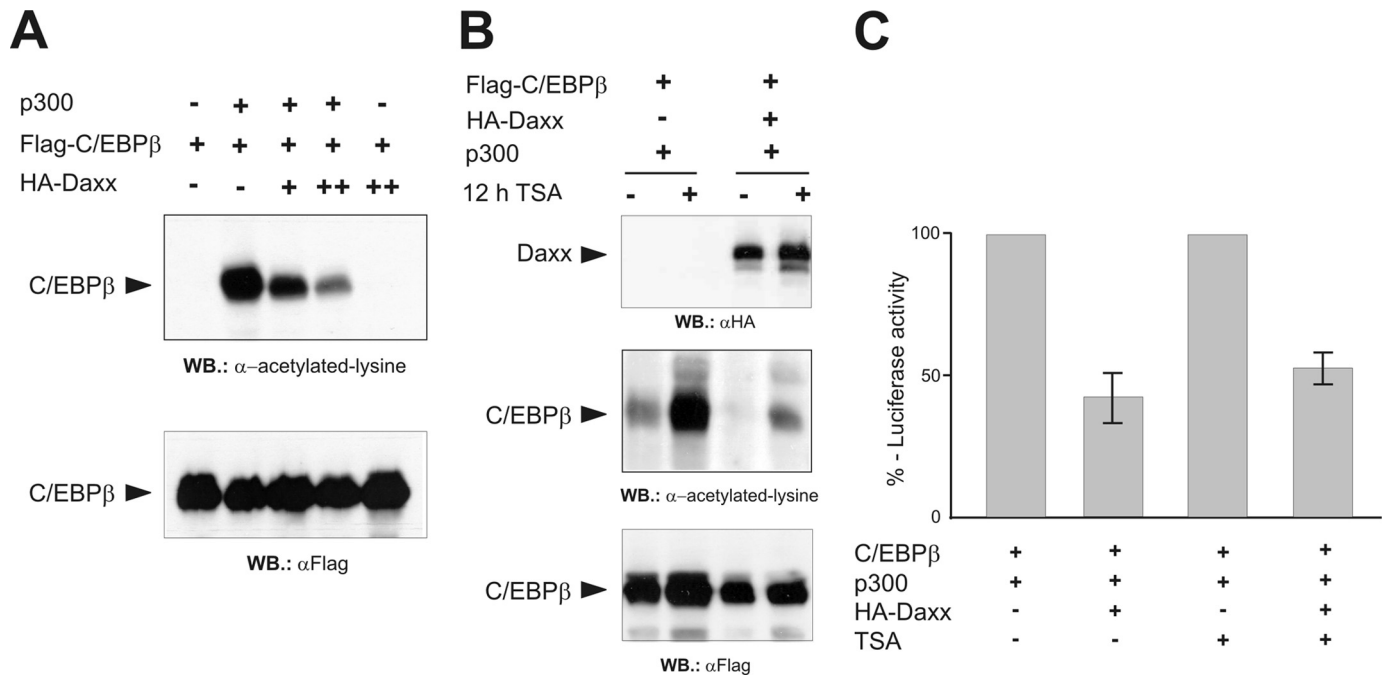 A
p300 - + + + -
Flag-C/EBPβ + + + + +
HA-Daxx - - + ++ ++
C/EBPβ
WB.: α–acetylated-lysine
C/EBPβ
WB.: αFlag
B
Flag-C/EBPβ + +
HA-Daxx - +
p300 + +
12 h TSA - + - +
Daxx
WB.: αHA
C/EBPβ
WB.: α–acetylated-lysine
C/EBPβ
WB.: αFlag
C
% - Luciferase activity
100
50
0
C/EBPβ + + + +
p300 + + + +
HA-Daxx - + - +
TSA - - + +